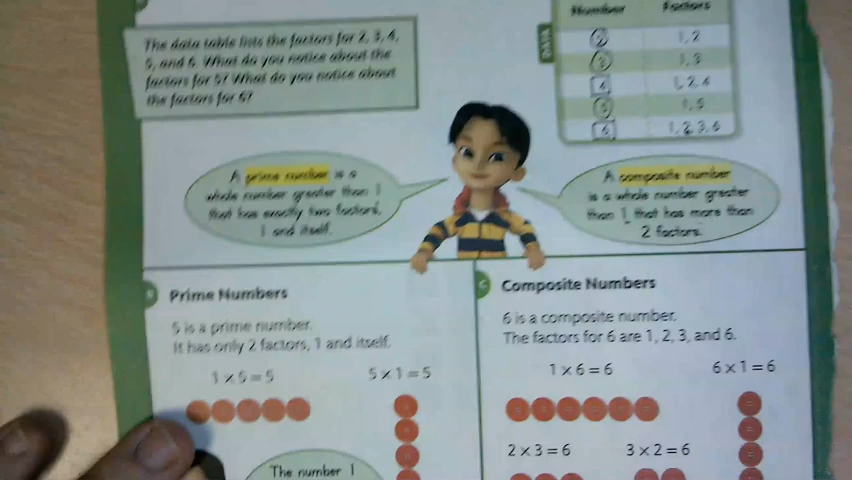 The data table lists the factors for 2, 3, 4,
5, and 6. What do you notice about the
factors for 5? What do you notice about
the factors for 6?
DATA
Number Factors
2 1, 2
3 1, 3
4 1, 2, 4
5 1, 5
6 1, 2, 3, 6
A prime number is a
whole number greater than 1
that has exactly two factors,
1 and itself.
A composite number
is a whole number greater
than 1 that has more than
2 factors.
Prime Numbers
5 is a prime number.
It has only 2 factors, 1 and itself.
1 x 5 = 5 5 x 1 = 5
The number 1
C Composite Numbers
6 is a composite number.
The factors for 6 are 1, 2, 3, and 6.
1 x 6 = 6 6 x 1 = 6
2 x 3 = 6 3 x 2 = 6